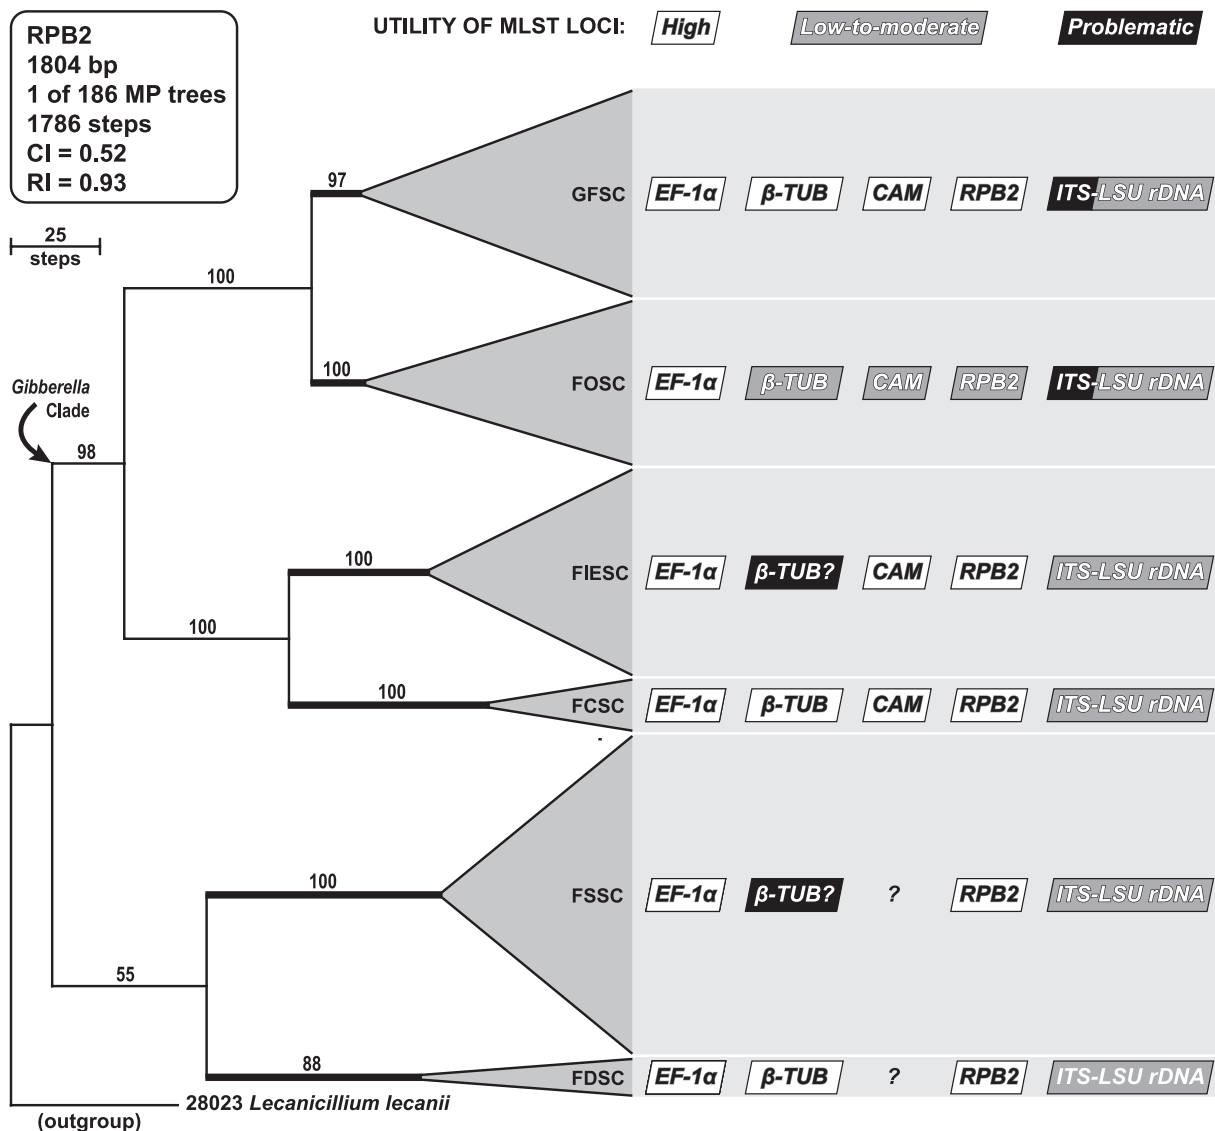 RPB2
1804 bp
1 of 186 MP trees
1786 steps
CI = 0.52
RI = 0.93
25
steps
UTILITY OF MLST LOCI: High Low-to-moderate Problematic
97
GFSC EF-1α β-TUB CAM RPB2 ITS-LSU rDNA
100
100
FOSC EF-1α β-TUB CAM RPB2 ITS-LSU rDNA
Gibberella
Clade
98
100
FIESC EF-1α β-TUB? CAM RPB2 ITS-LSU rDNA
100
100
FCSC EF-1α β-TUB CAM RPB2 ITS-LSU rDNA
100
FSSC EF-1α β-TUB? ? RPB2 ITS-LSU rDNA
55
88
FDSC EF-1α β-TUB ? RPB2 ITS-LSU rDNA
28023 Lecanicillium lecanii
(outgroup)